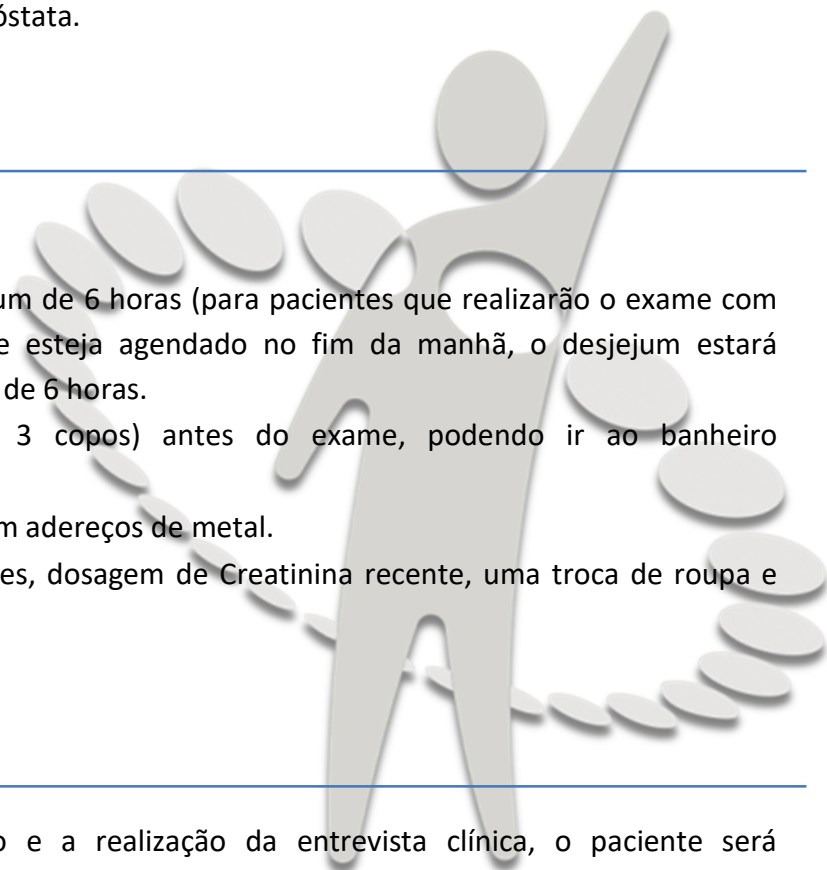 óstata.
um de 6 horas (para pacientes que realizarão o exame com
e esteja agendado no fim da manhã, o desjejum estará
de 6 horas.
3 copos) antes do exame, podendo ir ao banheiro
m adereços de metal.
es, dosagem de Creatinina recente, uma troca de roupa e
o e a realização da entrevista clínica, o paciente será